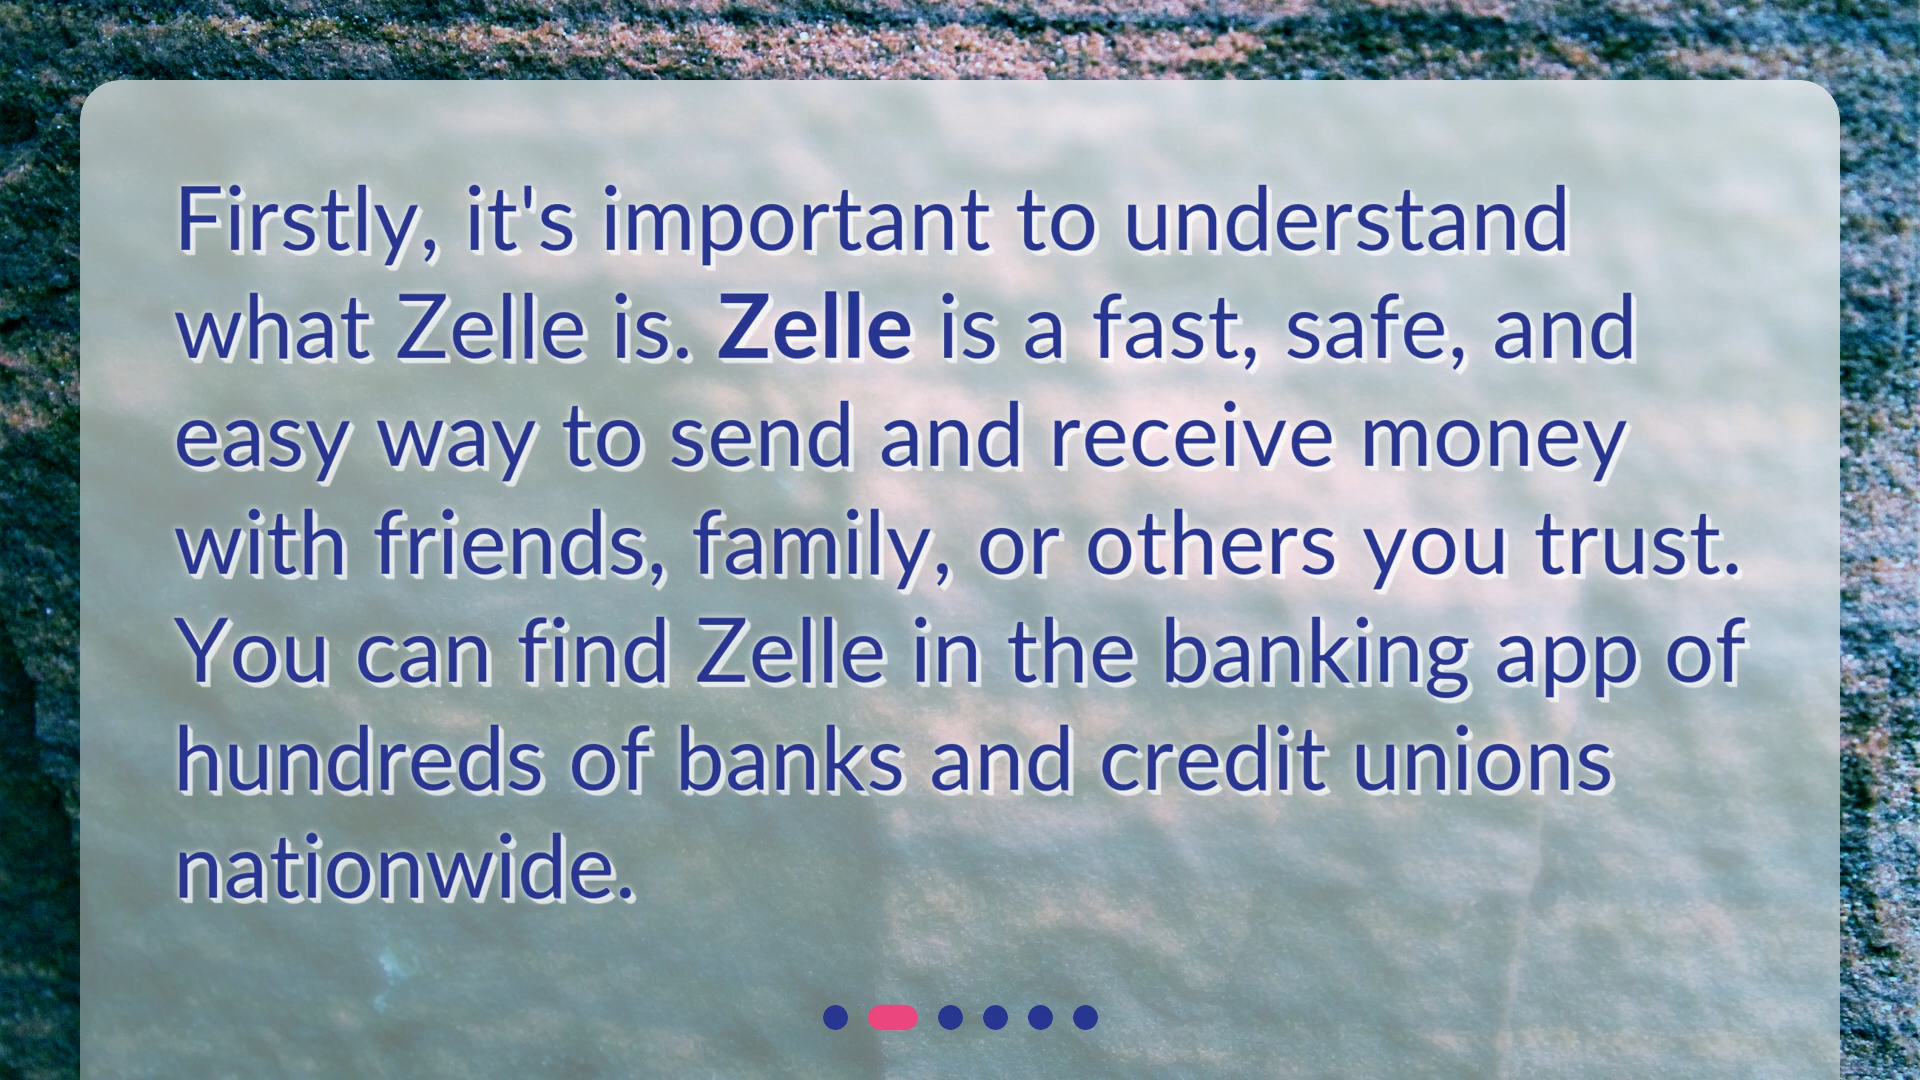 Firstly, it's important to understand
what Zelle is. Zelle is a fast, safe, and
easy way to send and receive money
with friends, family, or others you trust.
You can find Zelle in the banking app of
hundreds of banks and credit unions
nationwide.